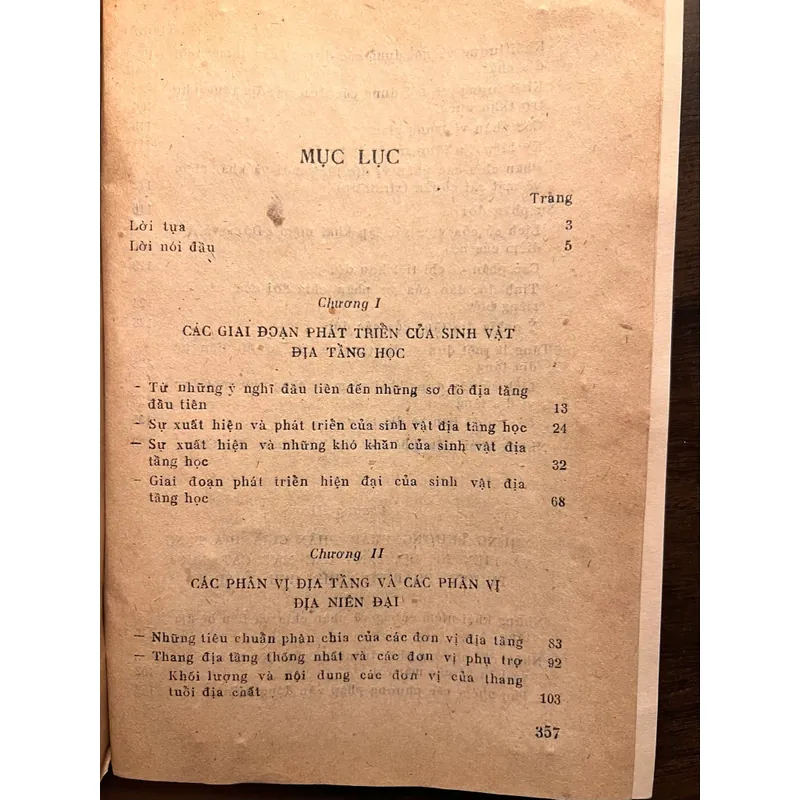 MỤC LỤC
Trang
Lời tựa 3
Lời nói đầu 5
Chương I
CÁC GIAI ĐOẠN PHÁT TRIỂN CỦA SINH VẬT
ĐỊA TẦNG HỌC
- Từ những ý nghĩ đầu tiên đến những sơ đồ địa tầng
đầu tiên 13
- Sự xuất hiện và phát triển của sinh vật địa tầng học 24
- Sự xuất hiện và những khó khăn của sinh vật địa
tầng học 32
- Giai đoạn phát triển hiện đại của sinh vật địa
tầng học 68
Chương II
CÁC PHÂN VỊ ĐỊA TẦNG VÀ CÁC PHÂN VỊ
ĐỊA NIÊN ĐẠI
- Những tiêu chuẩn phân chia của các đơn vị địa tầng 83
- Thang địa tầng thống nhất và các đơn vị phụ trợ 92
Khối lượng và nội dung các đơn vị của thang
tuổi địa chất 103
357